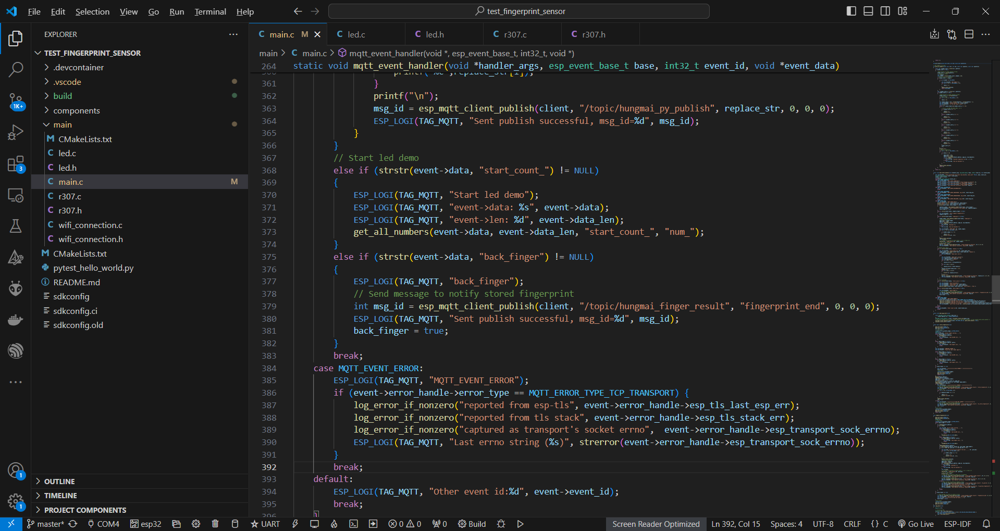 File Edit Selection View Go Run Terminal Help
test_fingerprint_sensor
EXPLORER
main.c M
led.c
led.h
r307.c
r307.h
TEST_FINGERPRINT_SENSOR
.devcontainer
.vscode
build
components
main
CMakeLists.txt
led.c
led.h
main.c M
r307.c
r307.h
wifi_connection.c
wifi_connection.h
CMakeLists.txt
pytest_hello_world.py
README.md
sdkconfig
sdkconfig.ci
sdkconfig.old
OUTLINE
TIMELINE
PROJECT COMPONENTS
1K+
3
1
1
main > C main.c > mqtt_event_handler(void *, esp_event_base_t, int32_t, void *)
264 static void mqtt_event_handler(void *handler_args, esp_event_base_t base, int32_t event_id, void *event_data)
361 }
362 printf("\n");
363 msg_id = esp_mqtt_client_publish(client, "/topic/hungmai_py_publish", replace_str, 0, 0, 0);
364 ESP_LOGI(TAG_MQTT, "Sent publish successful, msg_id=%d", msg_id);
365 }
366 }
367 // Start led demo
368 else if (strstr(event->data, "start_count_") != NULL)
369 {
370 ESP_LOGI(TAG_MQTT, "Start led demo");
371 ESP_LOGI(TAG_MQTT, "event->data: %s", event->data);
372 ESP_LOGI(TAG_MQTT, "event->len: %d", event->data_len);
373 get_all_numbers(event->data, event->data_len, "start_count_", "num_");
374 }
375 else if (strstr(event->data, "back_finger") != NULL)
376 {
377 ESP_LOGI(TAG_MQTT, "back_finger");
378 // Send message to notify stored fingerprint
379 int msg_id = esp_mqtt_client_publish(client, "/topic/hungmai_finger_result", "fingerprint_end", 0, 0, 0);
380 ESP_LOGI(TAG_MQTT, "Sent publish successful, msg_id=%d", msg_id);
381 back_finger = true;
382 }
383 break;
384 case MQTT_EVENT_ERROR:
385 ESP_LOGI(TAG_MQTT, "MQTT_EVENT_ERROR");
386 if (event->error_handle->error_type == MQTT_ERROR_TYPE_TCP_TRANSPORT) {
387 log_error_if_nonzero("reported from esp-tls", event->error_handle->esp_tls_last_esp_err);
388 log_error_if_nonzero("reported from tls stack", event->error_handle->esp_tls_stack_err);
389 log_error_if_nonzero("captured as transport's socket errno",  event->error_handle->esp_transport_sock_errno);
390 ESP_LOGI(TAG_MQTT, "Last errno string (%s)", strerror(event->error_handle->esp_transport_sock_errno));
391 }
392 break;
393 default:
394 ESP_LOGI(TAG_MQTT, "Other event id:%d", event->event_id);
395 break;
master* COM4 esp32 UART 0 0 0 Build Screen Reader Optimized Ln 392, Col 15 Spaces: 4 UTF-8 CRLF {} C Go Live ESP-IDF